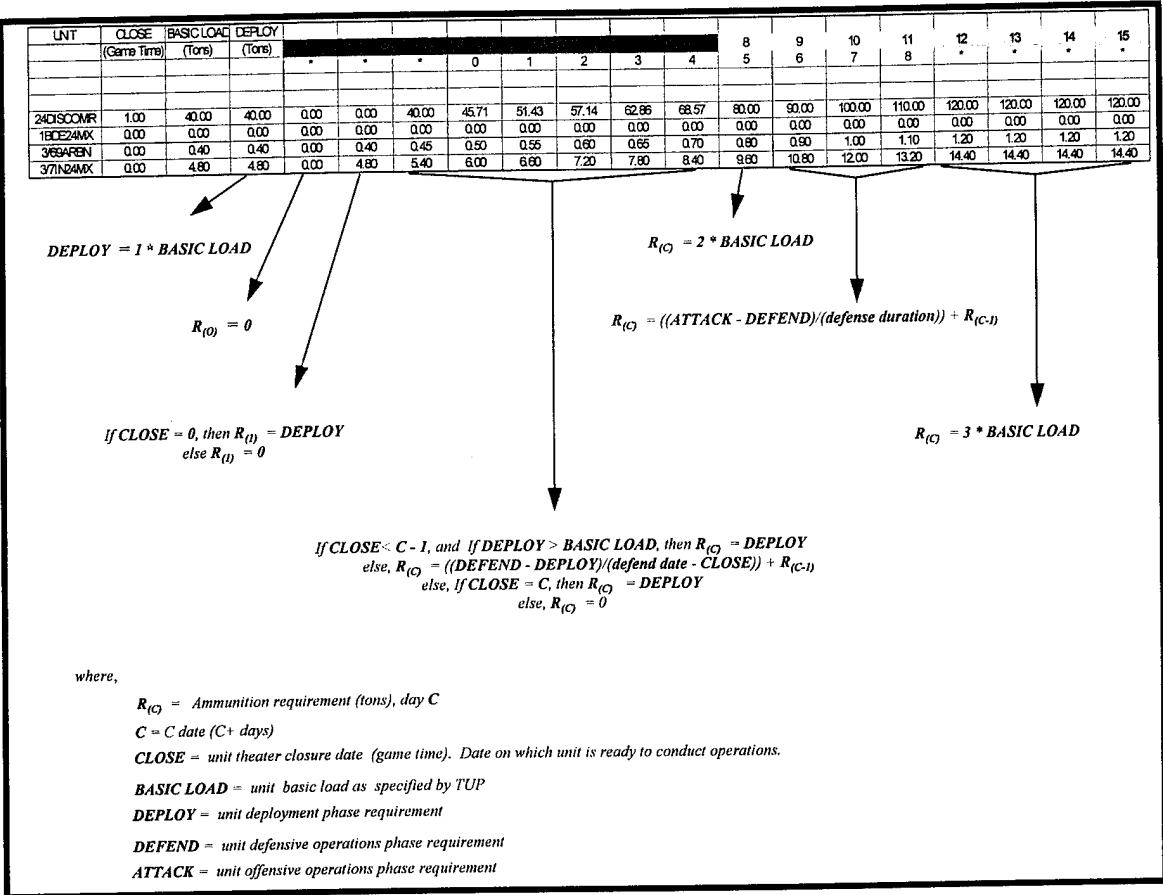 UNIT CLOSE BASIC LOAD DEPLOY 8 9 10 11 12 13 14 15
(Game Time) (Tons) (Tons) * * * 0 1 2 3 4 5 6 7 8 * * * *
24DISCOMR 1.00 40.00 40.00 0.00 0.00 40.00 45.71 51.43 57.14 62.86 68.57 80.00 90.00 100.00 110.00 120.00 120.00 120.00 120.00
1BDE24MX 0.00 0.00 0.00 0.00 0.00 0.00 0.00 0.00 0.00 0.00 0.00 0.00 0.00 0.00 0.00 0.00 0.00 0.00 0.00
3/69ARBN 0.00 0.40 0.40 0.00 0.40 0.45 0.50 0.55 0.60 0.65 0.70 0.80 0.90 1.00 1.10 1.20 1.20 1.20 1.20
3/7IN24MX 0.00 4.80 4.80 0.00 4.80 5.40 6.00 6.60 7.20 7.80 8.40 9.60 10.80 12.00 13.20 14.40 14.40 14.40 14.40
DEPLOY = 1 * BASIC LOAD
R(C) = 2 * BASIC LOAD
R(O) = 0
R(C) = ((ATTACK - DEFEND)/(defense duration)) + R(C-1)
If CLOSE = 0, then R(1) = DEPLOY
else R(1) = 0
R(C) = 3 * BASIC LOAD
If CLOSE< C - 1, and If DEPLOY > BASIC LOAD, then R(C) = DEPLOY
else, R(C) = ((DEFEND - DEPLOY)/(defend date - CLOSE)) + R(C-1)
else, If CLOSE = C, then R(C) = DEPLOY
else, R(C) = 0
where,
R(C) = Ammunition requirement (tons), day C
C = C date (C+ days)
CLOSE = unit theater closure date (game time). Date on which unit is ready to conduct operations.
BASIC LOAD = unit basic load as specified by TUP
DEPLOY = unit deployment phase requirement
DEFEND = unit defensive operations phase requirement
ATTACK = unit offensive operations phase requirement